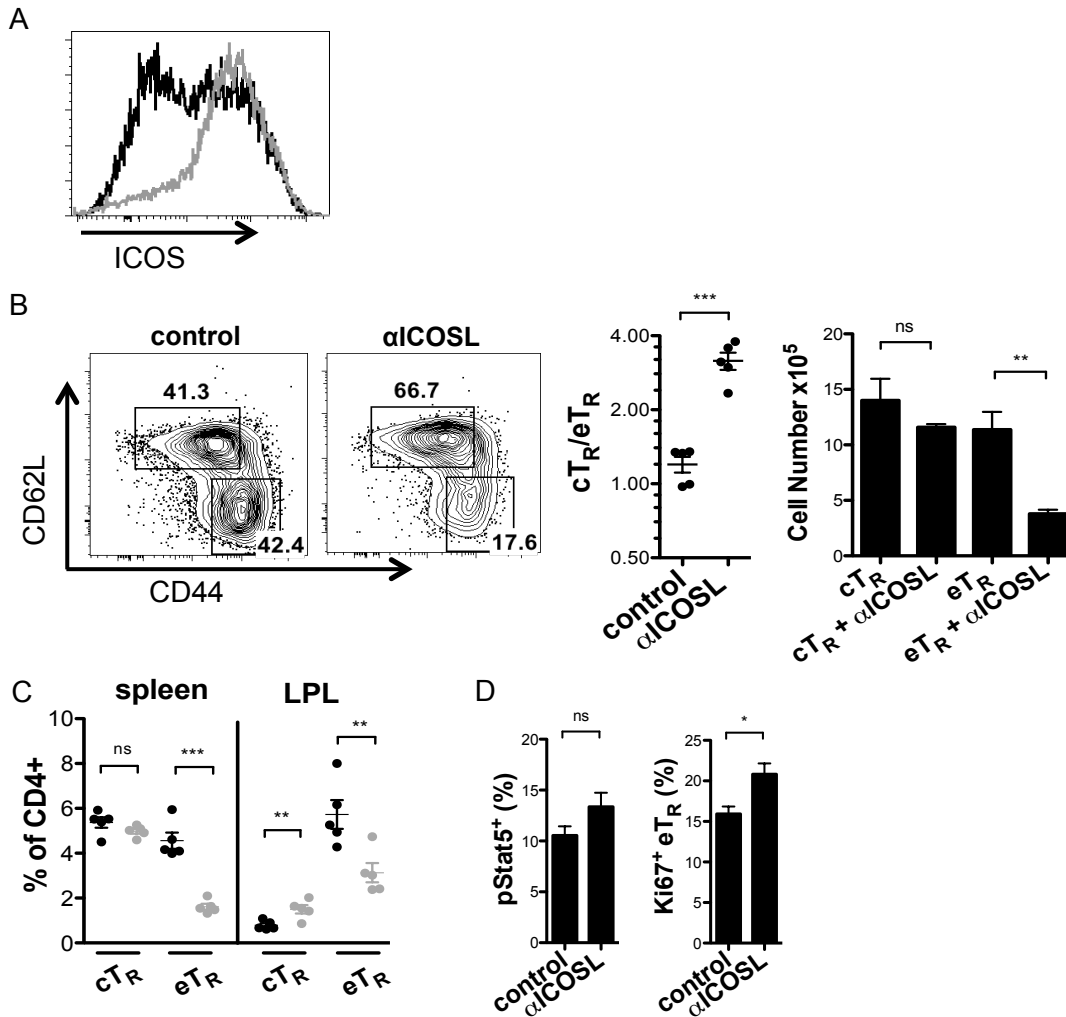 A
ICOS
B
control
αICOSL
41.3
66.7
42.4
17.6
CD62L
CD44
***
4.00
2.00
1.00
0.50
cTR/eTR
control
αICOSL
20
15
10
5
0
Cell Number x10⁵
ns
**
cTR
cTR + αICOSL
eTR
eTR + αICOSL
C
spleen
LPL
10
8
6
4
2
0
% of CD4+
ns
***
**
**
cTR
eTR
cTR
eTR
D
ns
20
15
10
5
0
pStat5⁺ (%)
control
αICOSL
*
25
20
15
10
5
0
Ki67⁺ eTR (%)
control
αICOSL